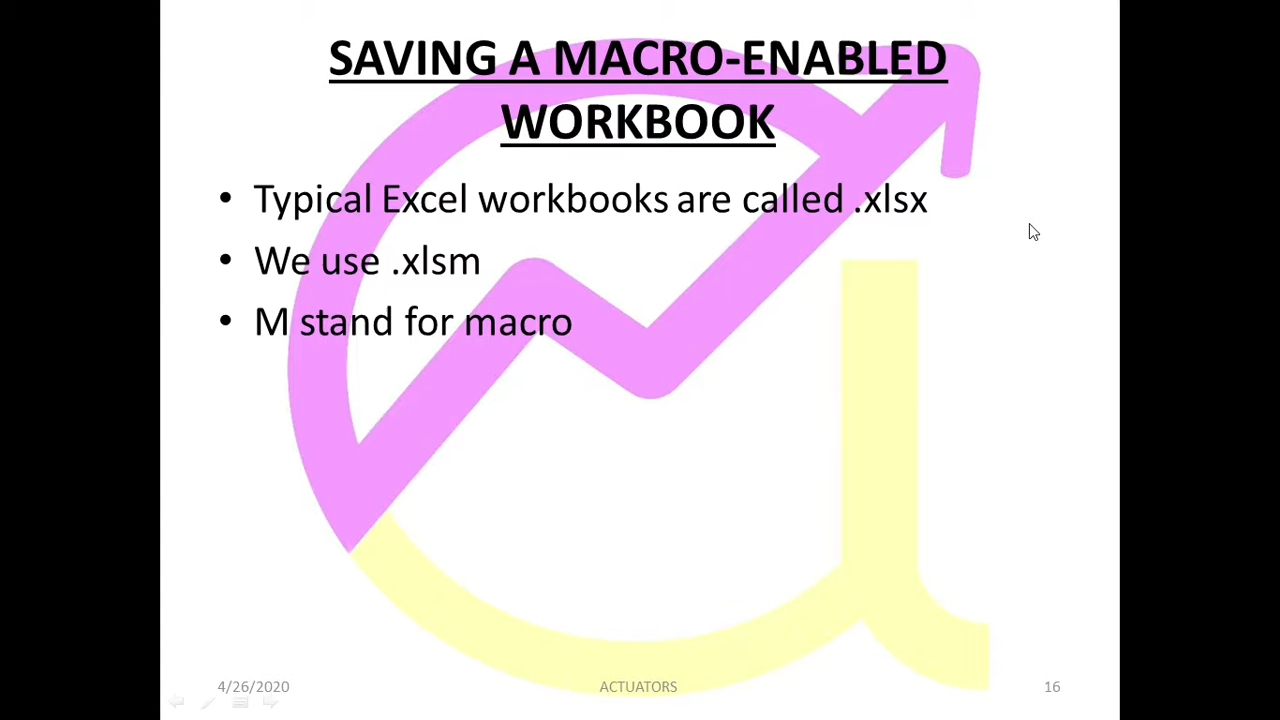 SAVING A MACRO-ENABLED
WORKBOOK
• Typical Excel workbooks are called .xlsx
• We use .xlsm
• M stand for macro
4/26/2020 ACTUATORS 16